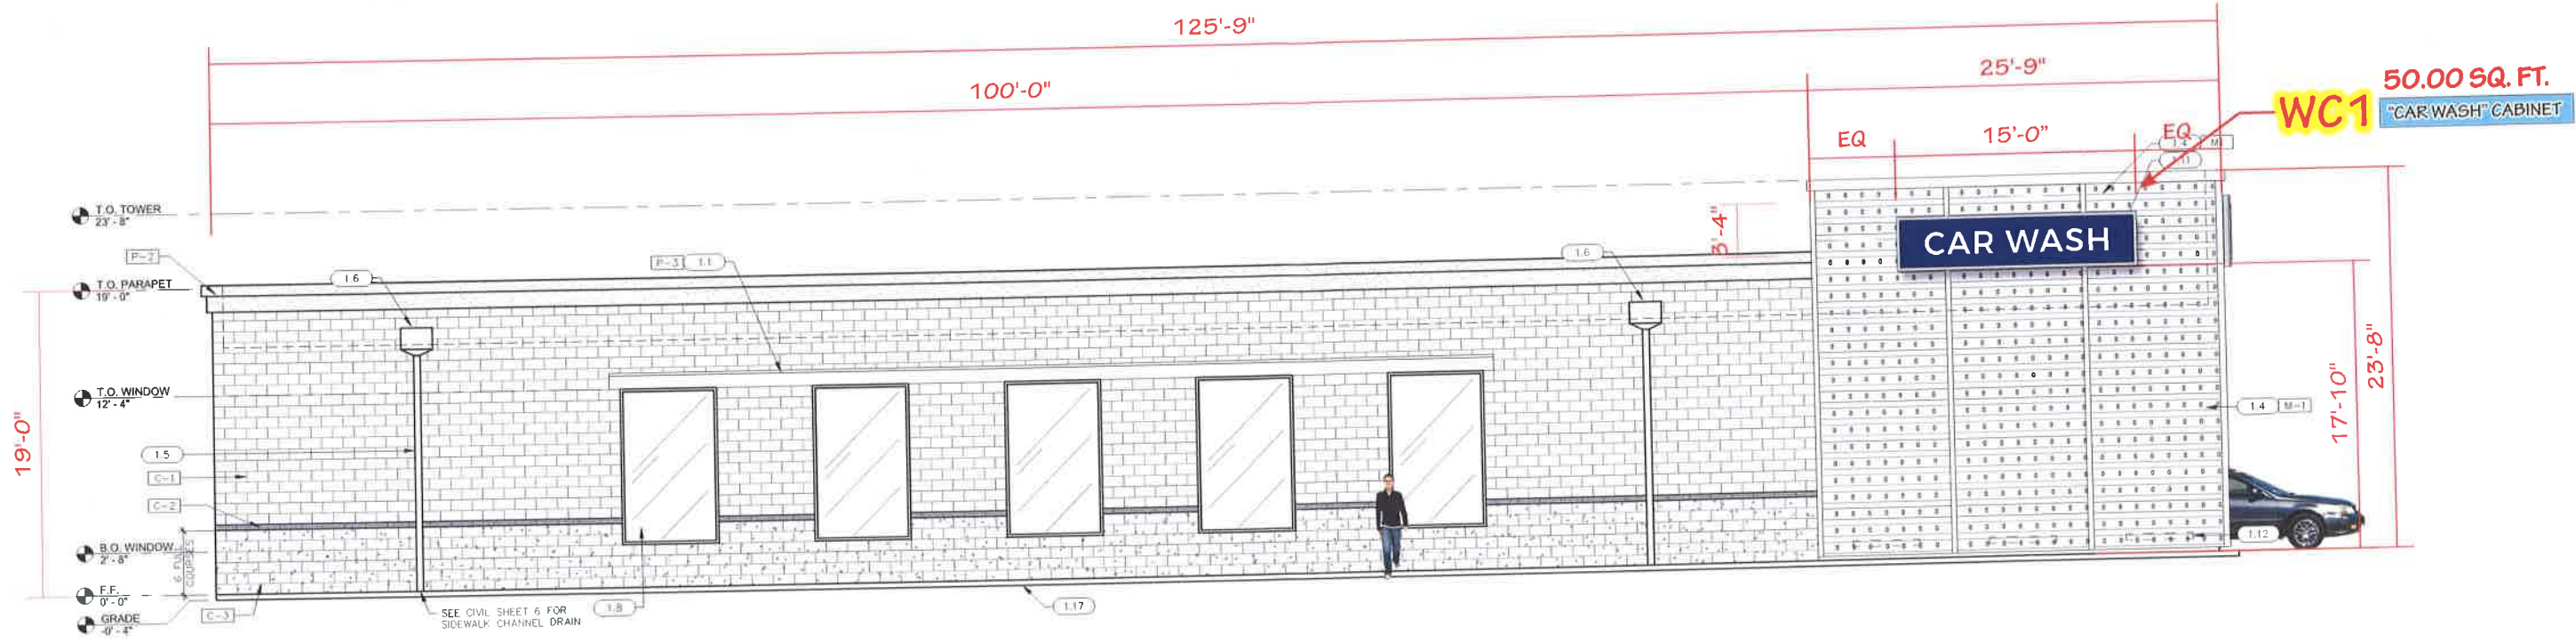 125'-9"
100'-0"
25'-9"
50.00 SQ. FT.
WC1
"CAR WASH" CABINET
EQ
15'-0"
EQ
1.4
1.11
T.O. TOWER
23' - 8"
3'-4"
CAR WASH
P-2
P-3
1.1
1.6
1.6
T.O. PARAPET
19' - 0"
T.O. WINDOW
12' - 4"
19'-0"
17'-10"
23'-8"
1.4
M-1
1.5
C-1
C-2
B.O. WINDOW
2' - 8"
6 FULL
COURSES
1.12
F.F.
0' - 0"
GRADE
-0' - 4"
C-3
SEE CIVIL SHEET 6 FOR
SIDEWALK CHANNEL DRAIN
1.8
1.17